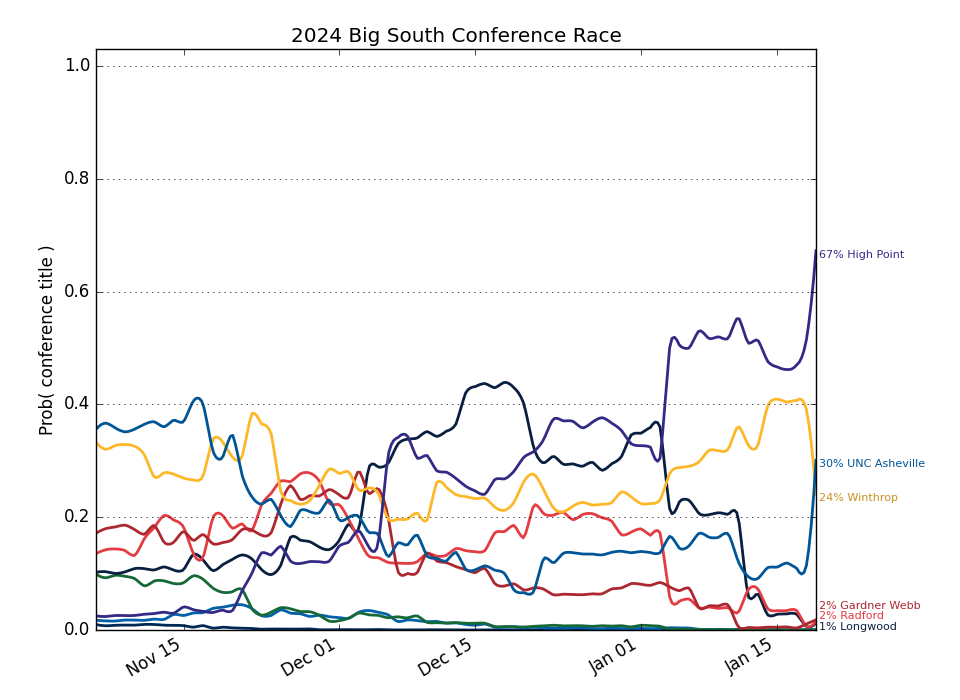 2024 Big South Conference Race
Prob( conference title )
1.0
0.8
0.6
0.4
0.2
0.0
67% High Point
30% UNC Asheville
24% Winthrop
2% Gardner Webb
2% Radford
1% Longwood
Nov 15
Dec 01
Dec 15
Jan 01
Jan 15